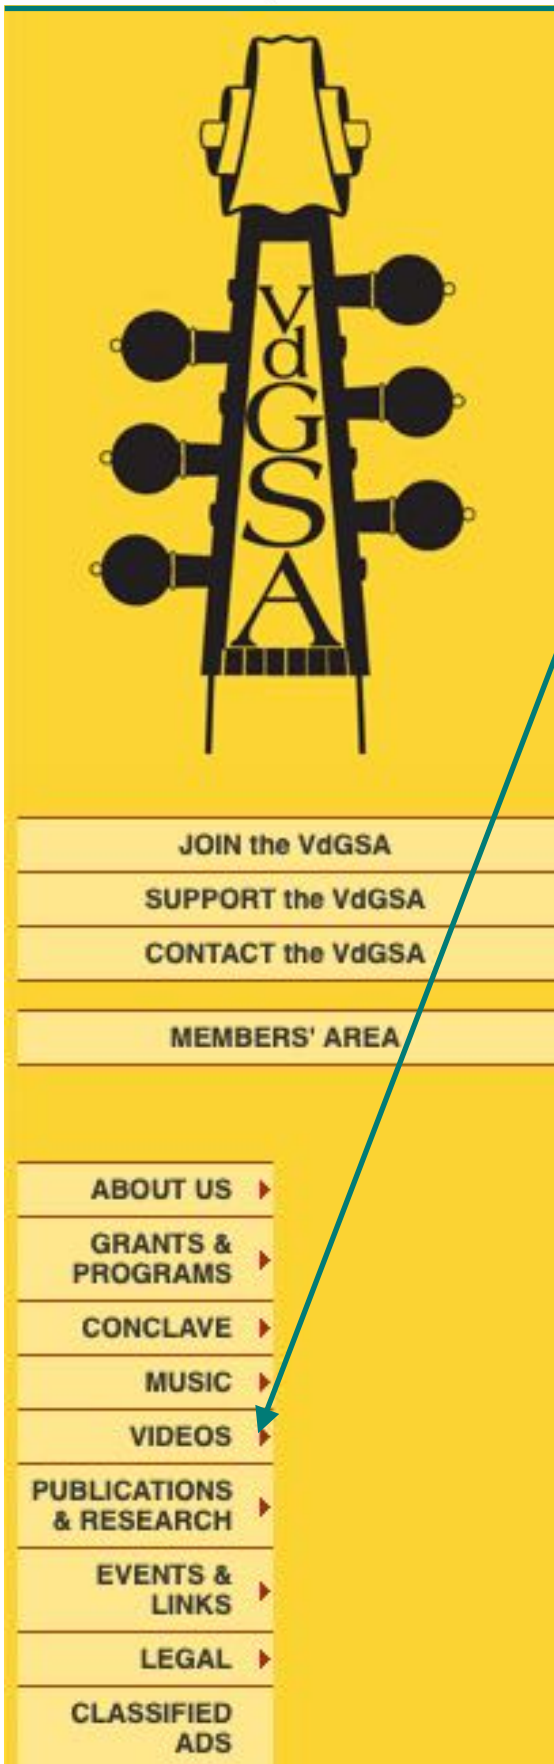 V
d
G
S
A
JOIN the VdGSA
SUPPORT the VdGSA
CONTACT the VdGSA
MEMBERS' AREA
ABOUT US
GRANTS &
PROGRAMS
CONCLAVE
MUSIC
VIDEOS
PUBLICATIONS
& RESEARCH
EVENTS &
LINKS
LEGAL
CLASSIFIED
ADS